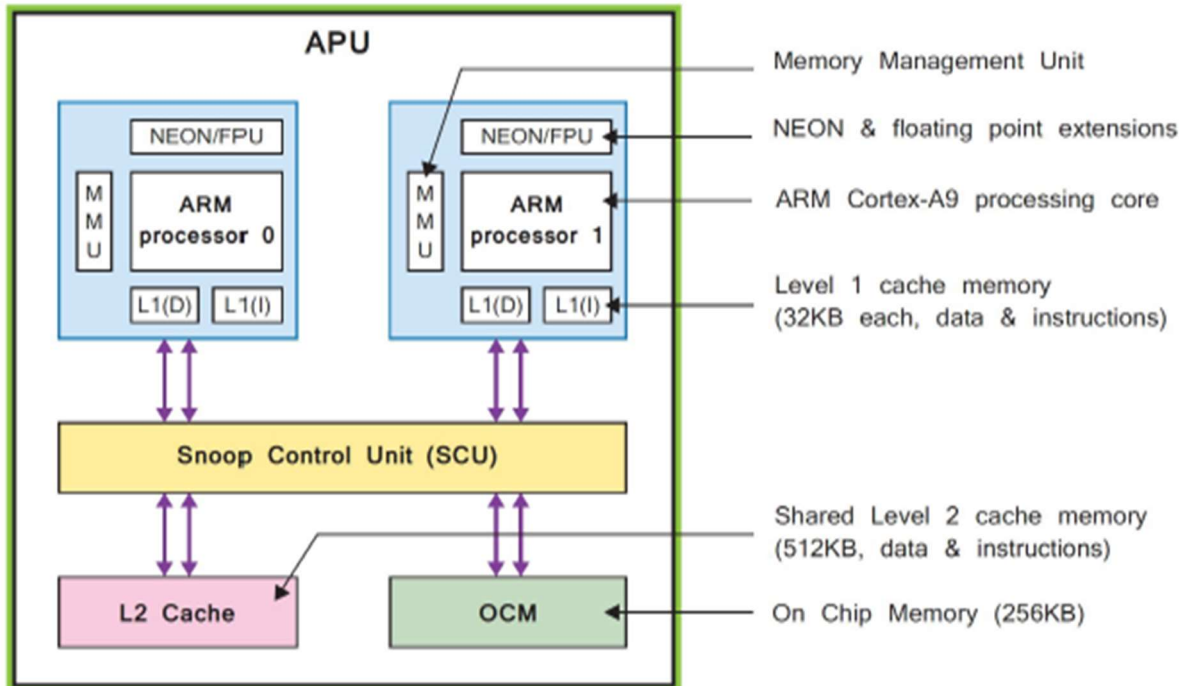 APU
NEON/FPU
M
M
U
ARM
processor 0
L1(D)
L1(I)
NEON/FPU
M
M
U
ARM
processor 1
L1(D)
L1(I)
Snoop Control Unit (SCU)
L2 Cache
OCM
Memory Management Unit
NEON & floating point extensions
ARM Cortex-A9 processing core
Level 1 cache memory
(32KB each, data & instructions)
Shared Level 2 cache memory
(512KB, data & instructions)
On Chip Memory (256KB)